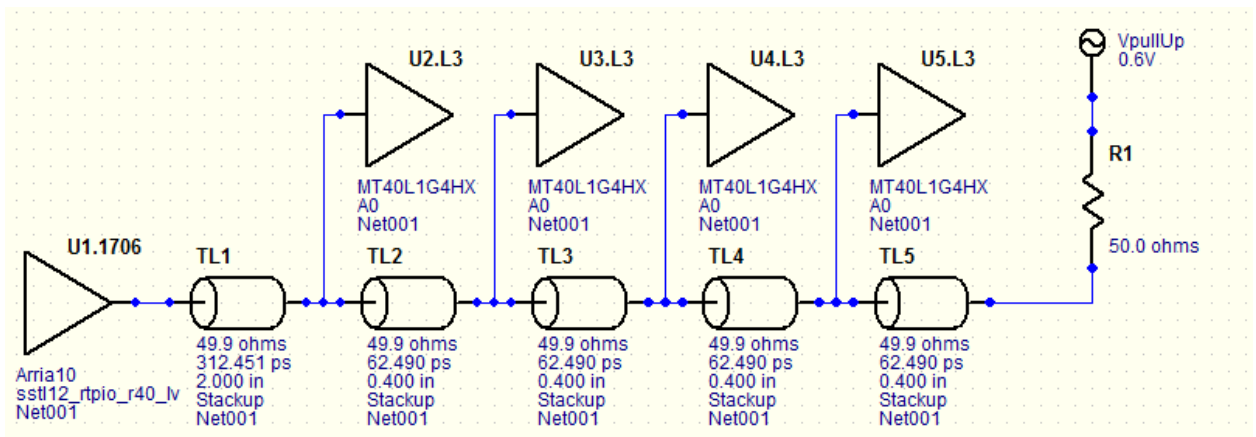 U2.L3
U3.L3
U4.L3
U5.L3
VpullUp
0.6V
R1
50.0 ohms
MT40L1G4HX
A0
Net001
MT40L1G4HX
A0
Net001
MT40L1G4HX
A0
Net001
MT40L1G4HX
A0
Net001
U1.1706
Arria10
sstl12_rtpio_r40_lv
Net001
TL1
49.9 ohms
312.451 ps
2.000 in
Stackup
Net001
TL2
49.9 ohms
62.490 ps
0.400 in
Stackup
Net001
TL3
49.9 ohms
62.490 ps
0.400 in
Stackup
Net001
TL4
49.9 ohms
62.490 ps
0.400 in
Stackup
Net001
TL5
49.9 ohms
62.490 ps
0.400 in
Stackup
Net001